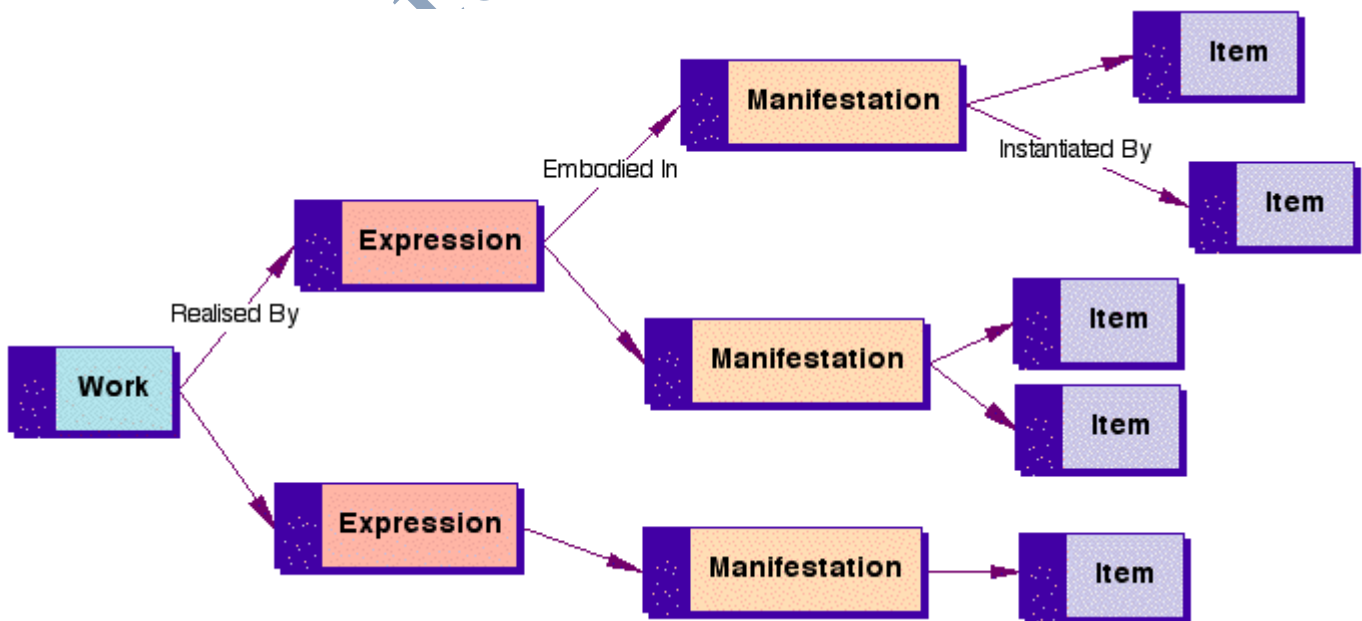 Item
Manifestation
Instantiated By
Embodied In
Item
Expression
Realised By
Item
Manifestation
Work
Item
Expression
Manifestation
Item